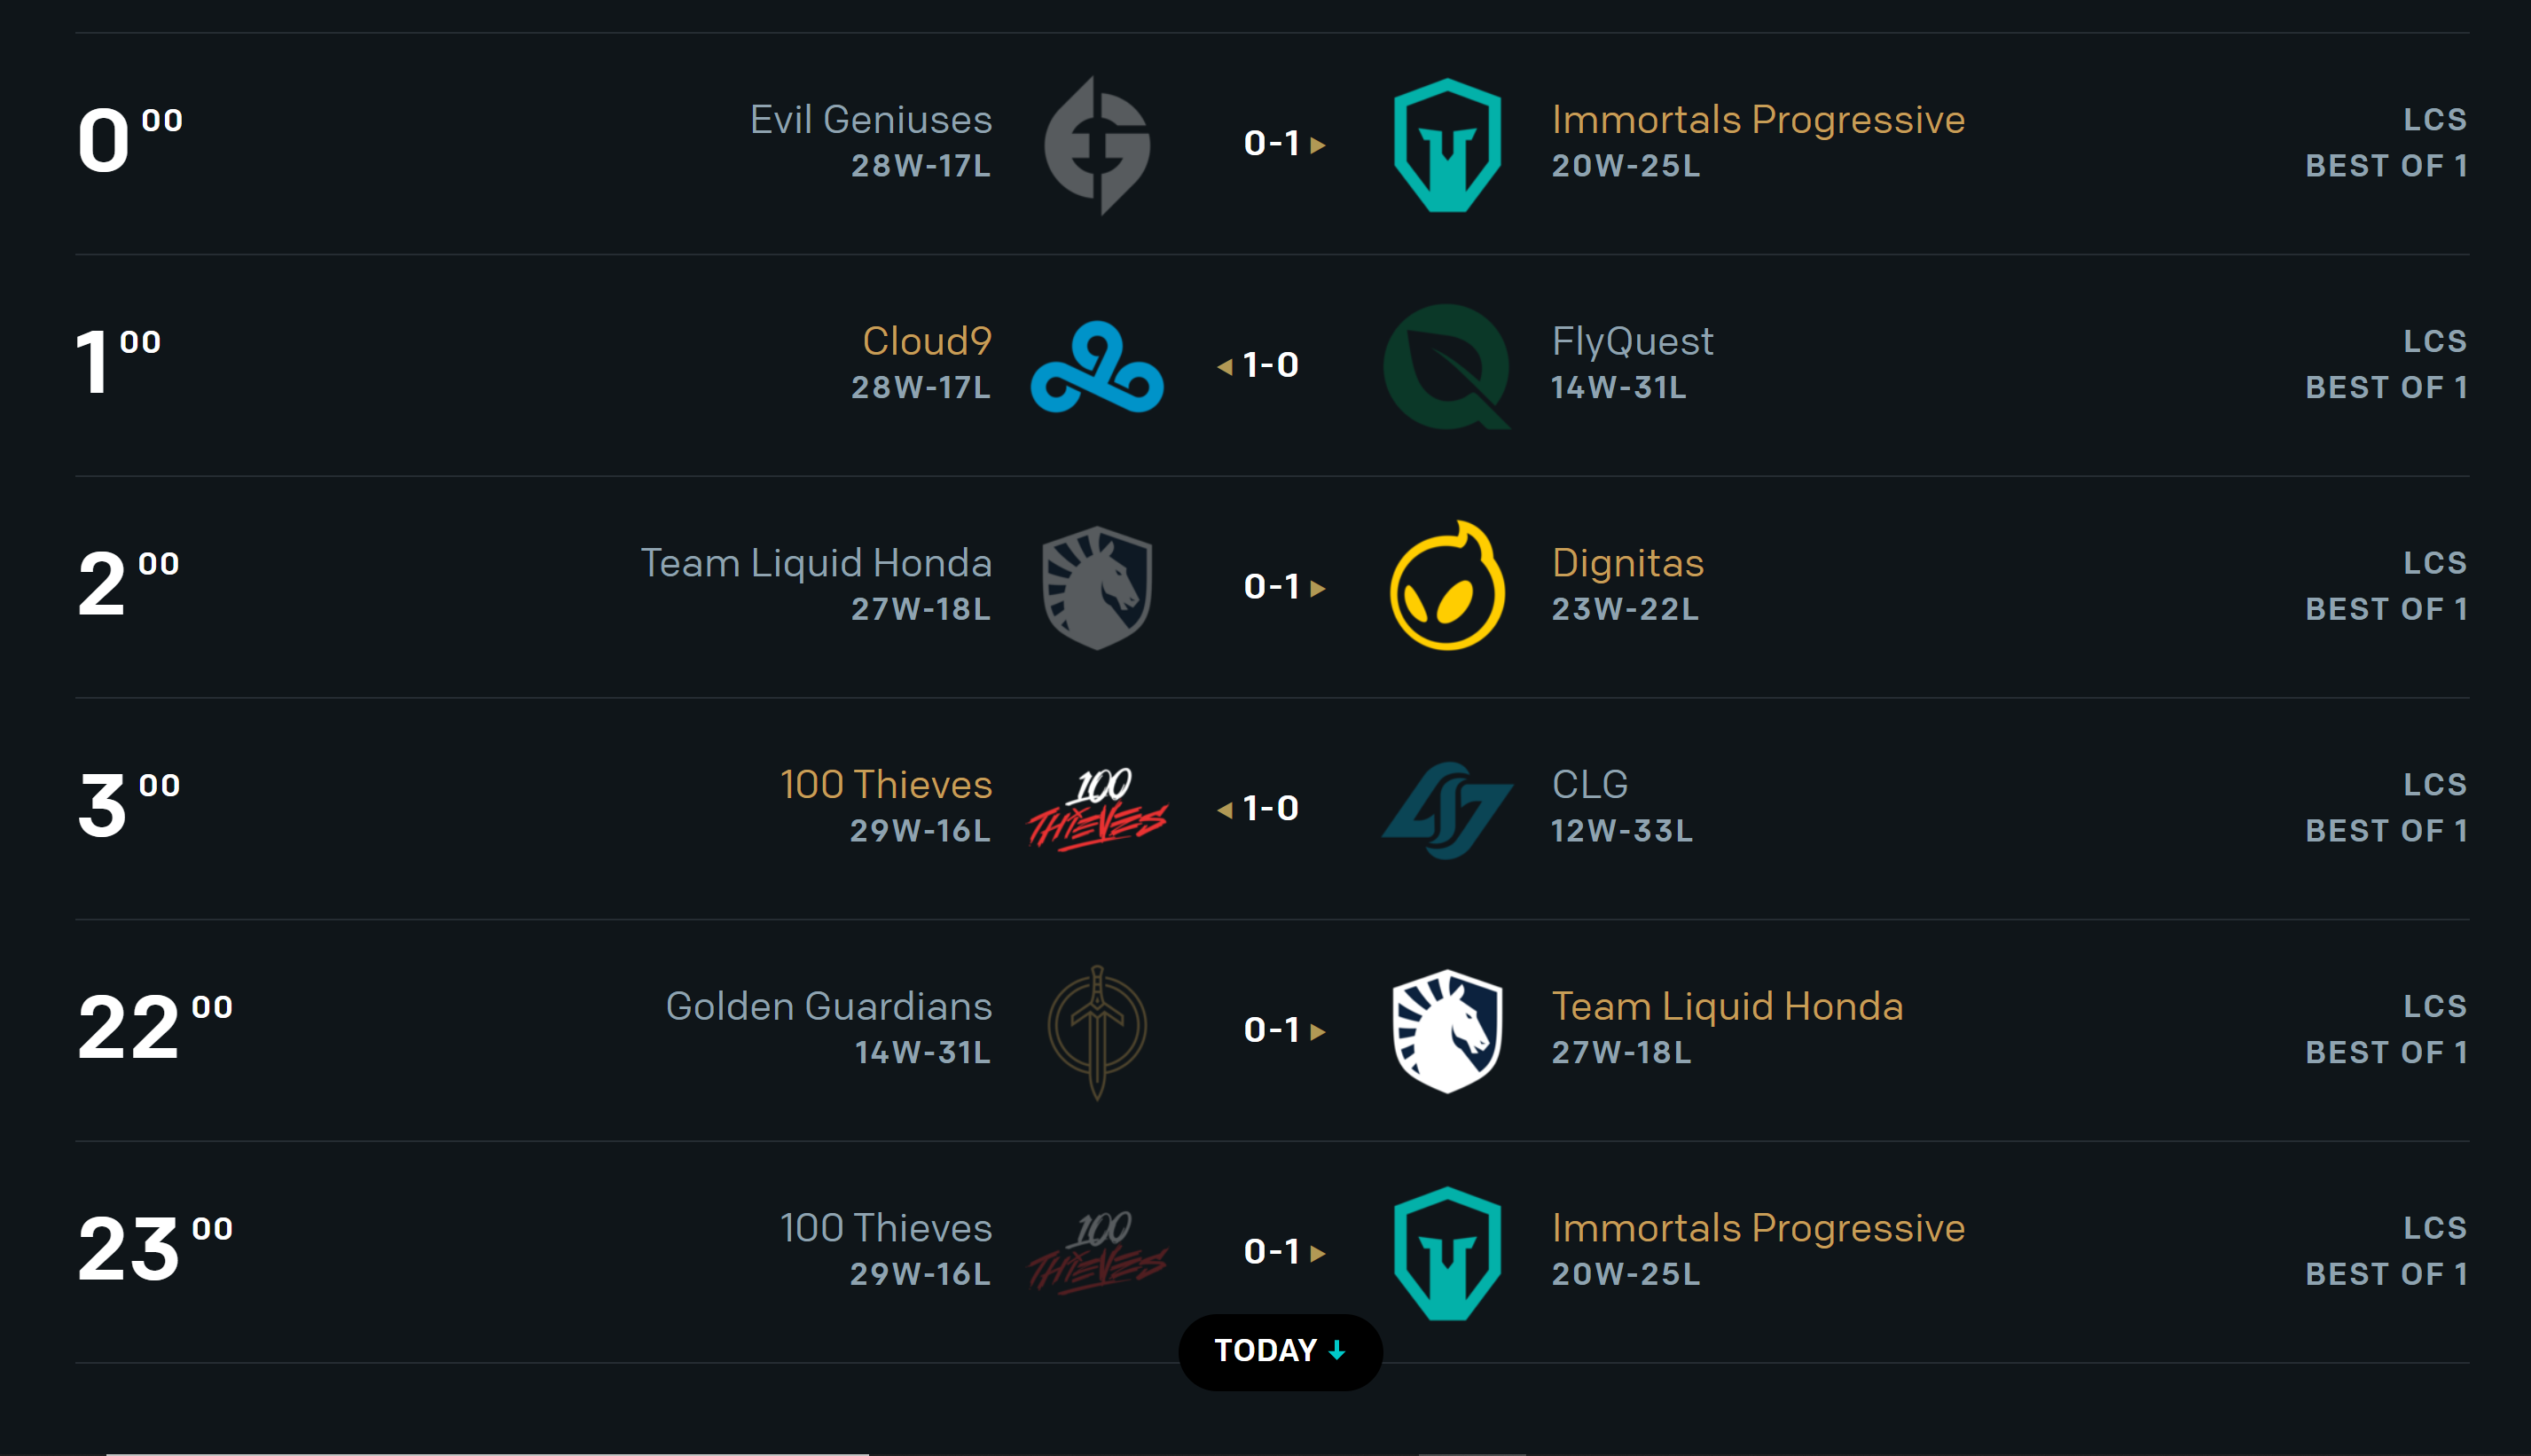 0 00
Evil Geniuses
28W-17L
0-1
Immortals Progressive
20W-25L
LCS
BEST OF 1
1 00
Cloud9
28W-17L
1-0
FlyQuest
14W-31L
LCS
BEST OF 1
2 00
Team Liquid Honda
27W-18L
0-1
Dignitas
23W-22L
LCS
BEST OF 1
3 00
100 Thieves
29W-16L
100
THIEVES
1-0
CLG
12W-33L
LCS
BEST OF 1
22 00
Golden Guardians
14W-31L
0-1
Team Liquid Honda
27W-18L
LCS
BEST OF 1
23 00
100 Thieves
29W-16L
100
THIEVES
0-1
Immortals Progressive
20W-25L
LCS
BEST OF 1
TODAY